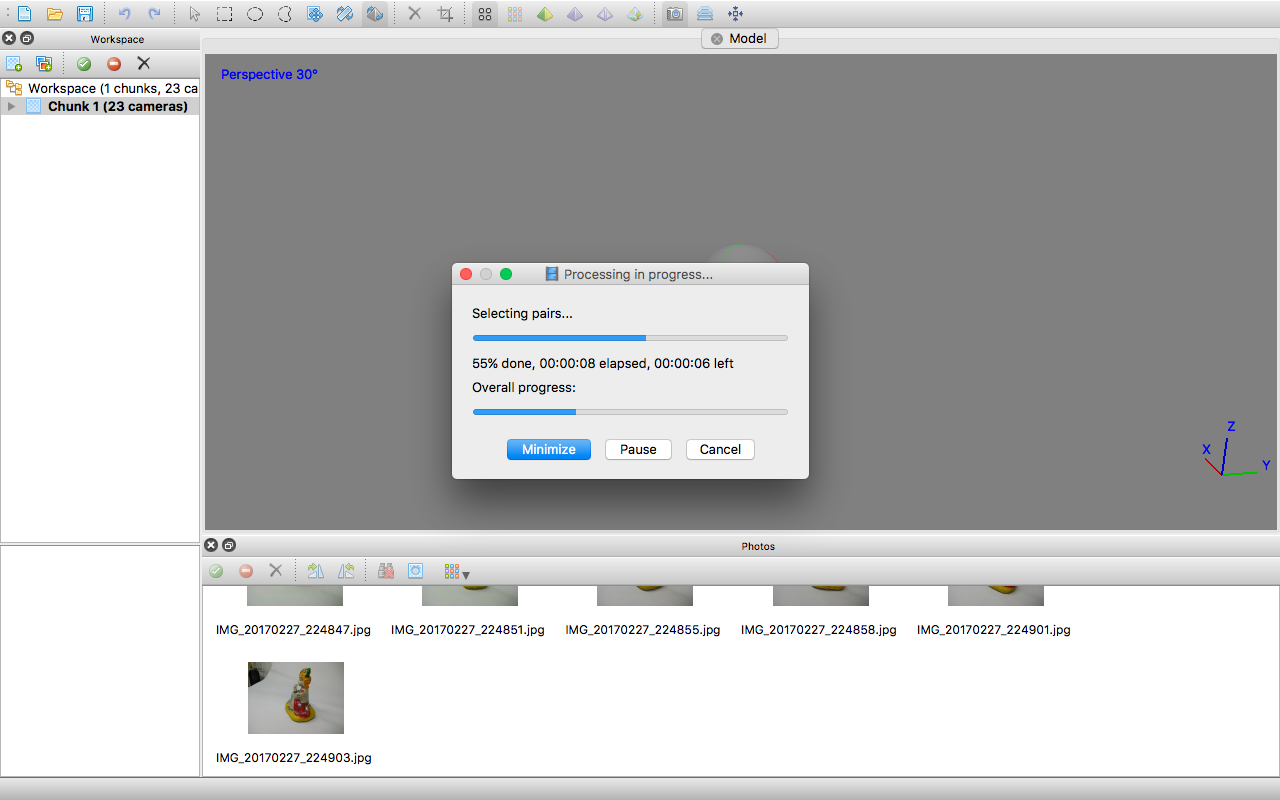 Workspace
Model
Workspace (1 chunks, 23 ca
Chunk 1 (23 cameras)
Perspective 30°
Processing in progress...
Selecting pairs...
55% done, 00:00:08 elapsed, 00:00:06 left
Overall progress:
Minimize Pause Cancel
Z
X
Y
Photos
IMG_20170227_224847.jpg IMG_20170227_224851.jpg IMG_20170227_224855.jpg IMG_20170227_224858.jpg IMG_20170227_224901.jpg
IMG_20170227_224903.jpg